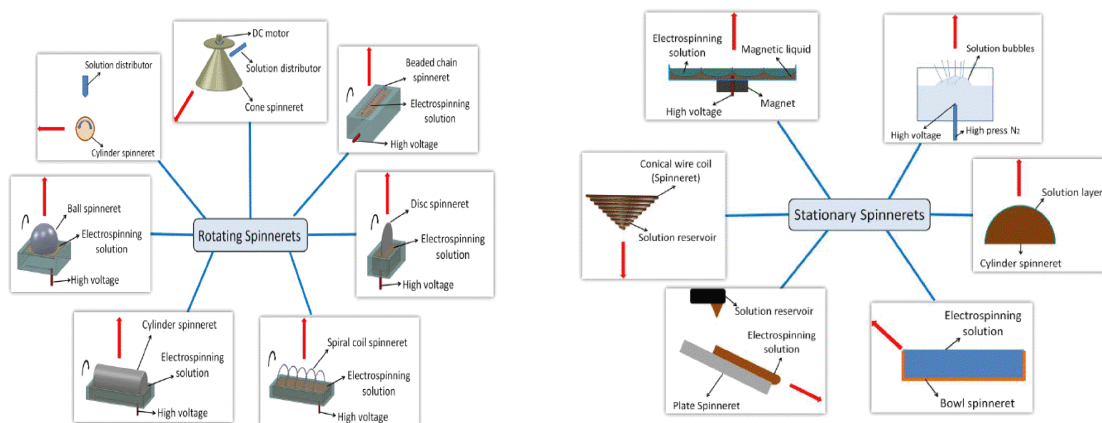 Solution distributor
Cylinder spinneret
DC motor
Solution distributor
Cone spinneret
Beaded chain
spinneret
Electrospinning
solution
High voltage
Ball spinneret
Electrospinning
solution
High voltage
Rotating Spinnerets
Disc spinneret
Electrospinning
solution
High voltage
Cylinder spinneret
Electrospinning
solution
High voltage
Spiral coil spinneret
Electrospinning
solution
High voltage
Electrospinning
solution
Magnetic liquid
Magnet
High voltage
Solution bubbles
High voltage
High press N₂
Conical wire coil
(Spinneret)
Solution reservoir
Stationary Spinnerets
Solution layer
Cylinder spinneret
Solution reservoir
Electrospinning
solution
Plate Spinneret
Electrospinning
solution
Bowl spinneret